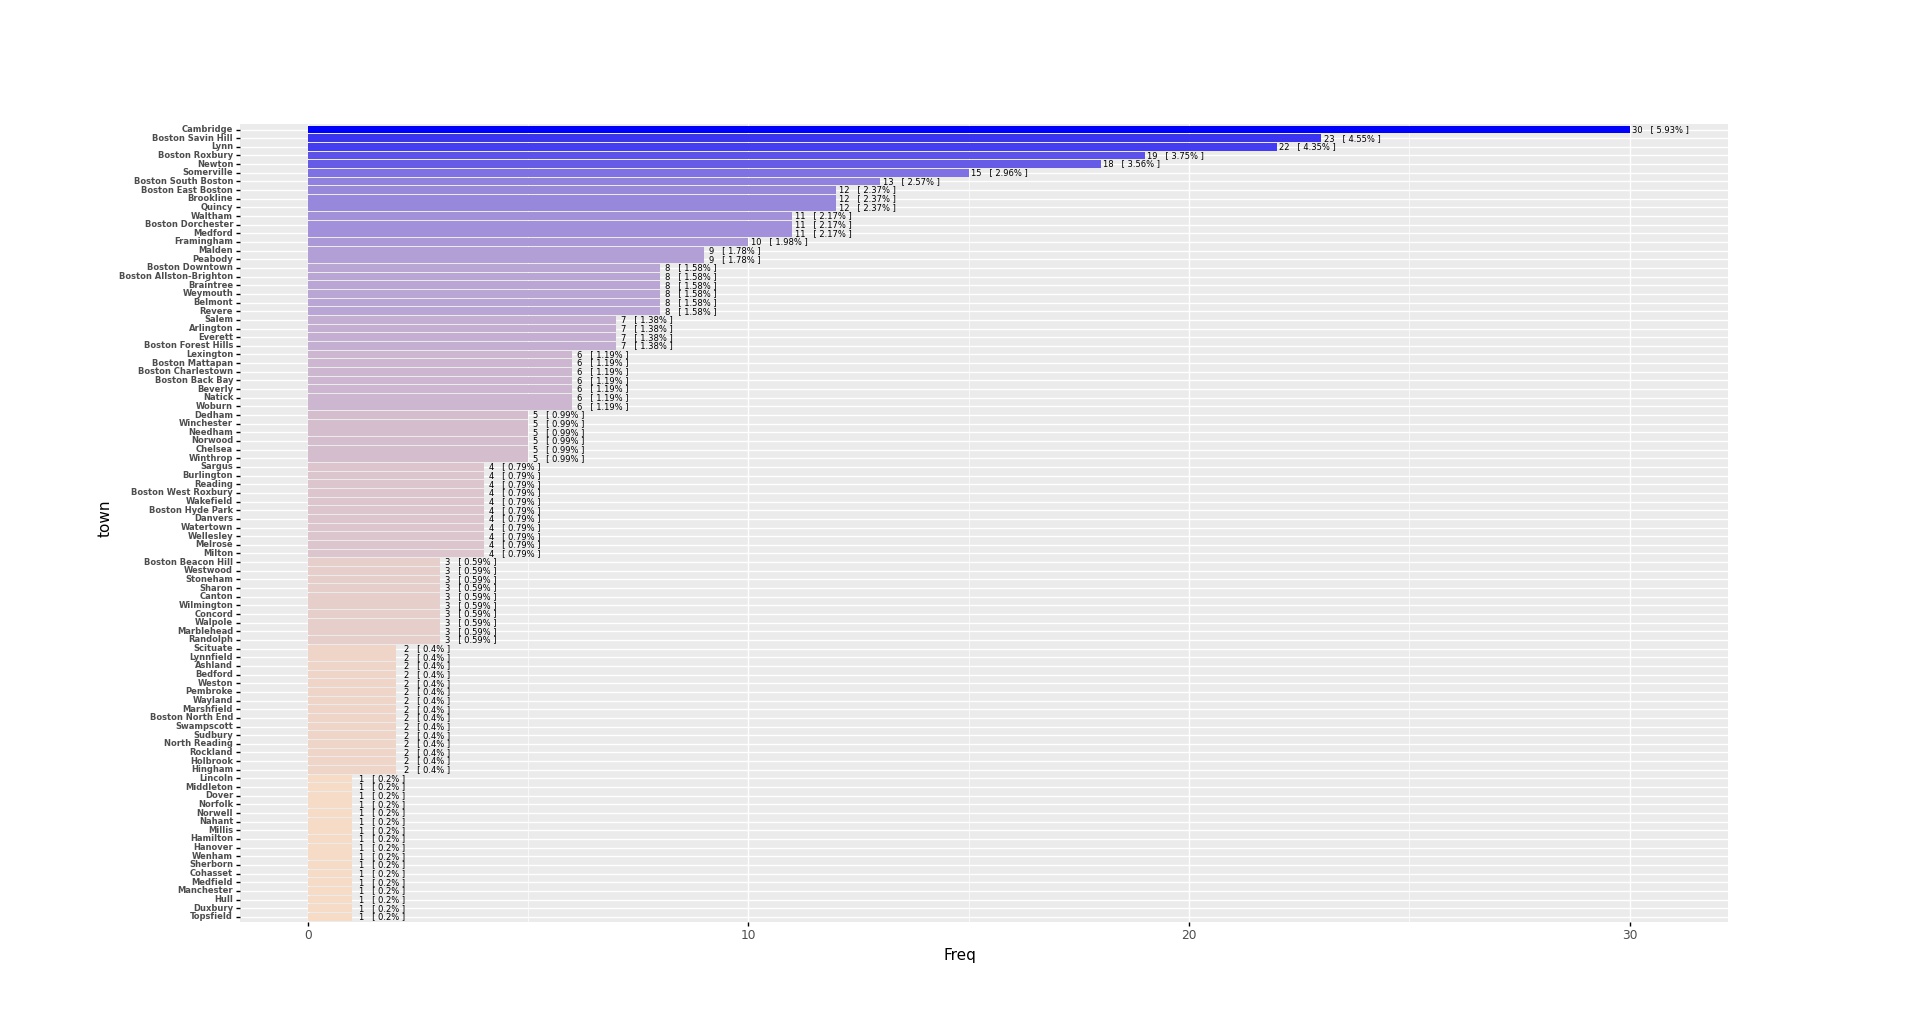 Cambridge 30 [ 5.93% ]
Boston Savin Hill 23 [ 4.55% ]
Lynn 22 [ 4.35% ]
Boston Roxbury 19 [ 3.75% ]
Newton 18 [ 3.56% ]
Somerville 15 [ 2.96% ]
Boston South Boston 13 [ 2.57% ]
Boston East Boston 12 [ 2.37% ]
Brookline 12 [ 2.37% ]
Quincy 12 [ 2.37% ]
Waltham 11 [ 2.17% ]
Boston Dorchester 11 [ 2.17% ]
Medford 11 [ 2.17% ]
Framingham 10 [ 1.98% ]
Malden 9 [ 1.78% ]
Peabody 9 [ 1.78% ]
Boston Downtown 8 [ 1.58% ]
Boston Allston-Brighton 8 [ 1.58% ]
Braintree 8 [ 1.58% ]
Weymouth 8 [ 1.58% ]
Belmont 8 [ 1.58% ]
Revere 8 [ 1.58% ]
Salem 7 [ 1.38% ]
Arlington 7 [ 1.38% ]
Everett 7 [ 1.38% ]
Boston Forest Hills 7 [ 1.38% ]
Lexington 6 [ 1.19% ]
Boston Mattapan 6 [ 1.19% ]
Boston Charlestown 6 [ 1.19% ]
Boston Back Bay 6 [ 1.19% ]
Beverly 6 [ 1.19% ]
Natick 6 [ 1.19% ]
Woburn 6 [ 1.19% ]
Dedham 5 [ 0.99% ]
Winchester 5 [ 0.99% ]
Needham 5 [ 0.99% ]
Norwood 5 [ 0.99% ]
Chelsea 5 [ 0.99% ]
Winthrop 5 [ 0.99% ]
Sargus 4 [ 0.79% ]
Burlington 4 [ 0.79% ]
Reading 4 [ 0.79% ]
Boston West Roxbury 4 [ 0.79% ]
Wakefield 4 [ 0.79% ]
Boston Hyde Park 4 [ 0.79% ]
Danvers 4 [ 0.79% ]
Watertown 4 [ 0.79% ]
Wellesley 4 [ 0.79% ]
Melrose 4 [ 0.79% ]
Milton 4 [ 0.79% ]
Boston Beacon Hill 3 [ 0.59% ]
Westwood 3 [ 0.59% ]
Stoneham 3 [ 0.59% ]
Sharon 3 [ 0.59% ]
Canton 3 [ 0.59% ]
Wilmington 3 [ 0.59% ]
Concord 3 [ 0.59% ]
Walpole 3 [ 0.59% ]
Marblehead 3 [ 0.59% ]
Randolph 3 [ 0.59% ]
Scituate 2 [ 0.4% ]
Lynnfield 2 [ 0.4% ]
Ashland 2 [ 0.4% ]
Bedford 2 [ 0.4% ]
Weston 2 [ 0.4% ]
Pembroke 2 [ 0.4% ]
Wayland 2 [ 0.4% ]
Marshfield 2 [ 0.4% ]
Boston North End 2 [ 0.4% ]
Swampscott 2 [ 0.4% ]
Sudbury 2 [ 0.4% ]
North Reading 2 [ 0.4% ]
Rockland 2 [ 0.4% ]
Holbrook 2 [ 0.4% ]
Hingham 2 [ 0.4% ]
Lincoln 1 [ 0.2% ]
Middleton 1 [ 0.2% ]
Dover 1 [ 0.2% ]
Norfolk 1 [ 0.2% ]
Norwell 1 [ 0.2% ]
Nahant 1 [ 0.2% ]
Millis 1 [ 0.2% ]
Hamilton 1 [ 0.2% ]
Hanover 1 [ 0.2% ]
Wenham 1 [ 0.2% ]
Sherborn 1 [ 0.2% ]
Cohasset 1 [ 0.2% ]
Medfield 1 [ 0.2% ]
Manchester 1 [ 0.2% ]
Hull 1 [ 0.2% ]
Duxbury 1 [ 0.2% ]
Topsfield 1 [ 0.2% ]
town
0 10 20 30
Freq